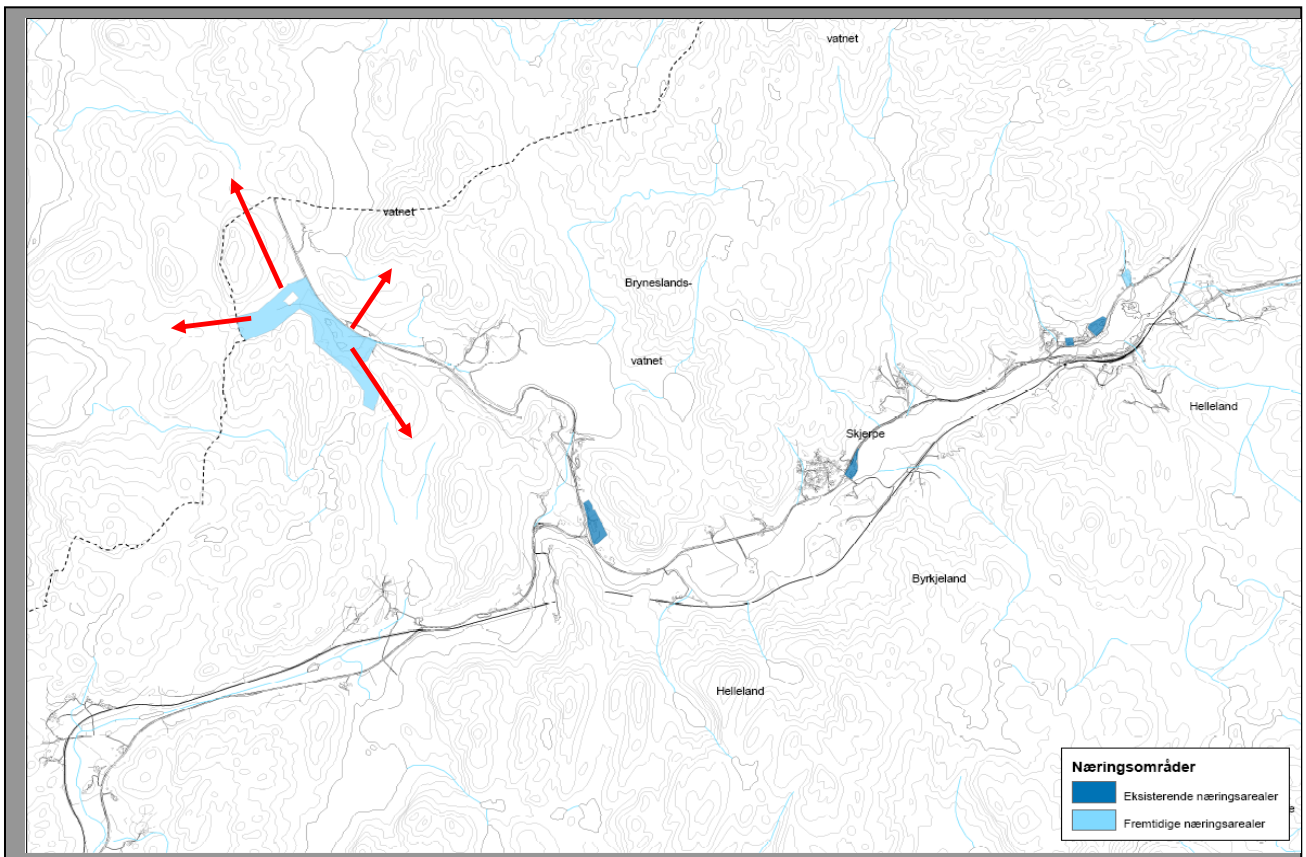 vatnet
vatnet
Bryneslands-
vatnet
Helleland
Skjerpe
Byrkjeland
Helleland
Næringsområder
Eksisterende næringsarealer
Fremtidige næringsarealer
e